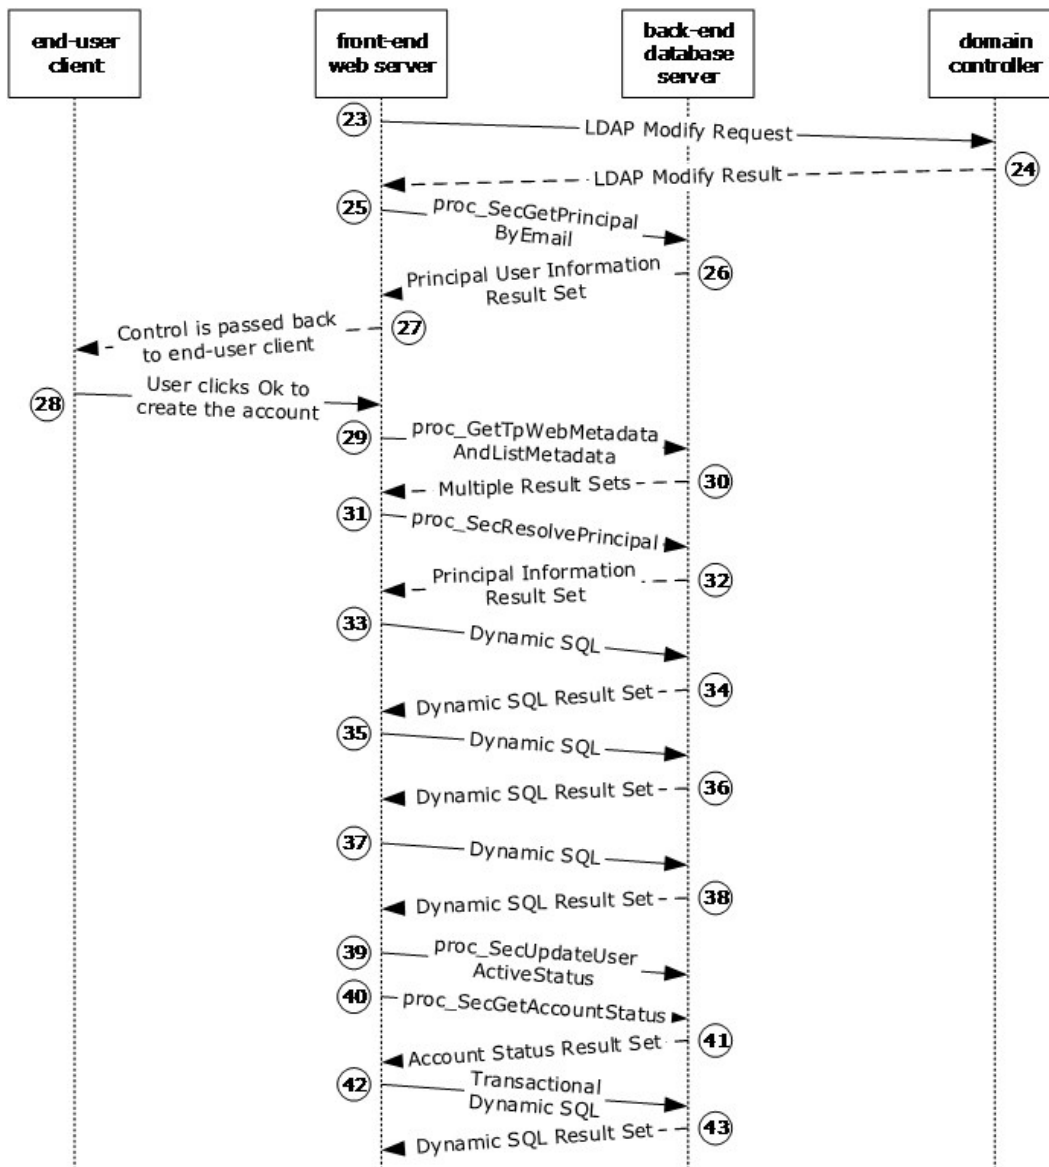 end-user
client
front-end
web server
back-end
database
server
domain
controller
23
LDAP Modify Request
24
LDAP Modify Result
25
proc_SecGetPrincipal
ByEmail
26
Principal User Information
Result Set
27
Control is passed back
to end-user client
28
User clicks Ok to
create the account
29
proc_GetTpWebMetadata
AndListMetadata
30
Multiple Result Sets
31
proc_SecResolvePrincipal
32
Principal Information
Result Set
33
Dynamic SQL
34
Dynamic SQL Result Set
35
Dynamic SQL
36
Dynamic SQL Result Set
37
Dynamic SQL
38
Dynamic SQL Result Set
39
proc_SecUpdateUser
ActiveStatus
40
proc_SecGetAccountStatus
41
Account Status Result Set
42
Transactional
Dynamic SQL
43
Dynamic SQL Result Set